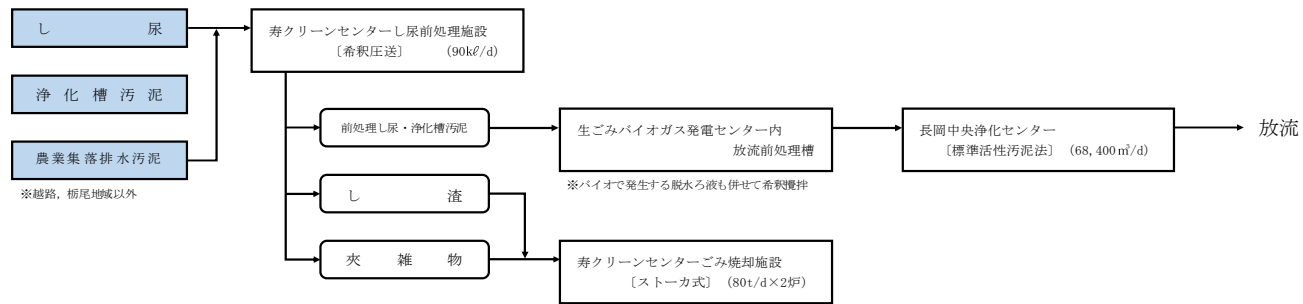 し尿
寿クリーンセンターし尿前処理施設
〔希釈圧送〕 (90kℓ/d)
浄化槽汚泥
前処理し尿・浄化槽汚泥
生ごみバイオガス発電センター内
放流前処理槽
長岡中央浄化センター
〔標準活性汚泥法〕 (68,400㎥/d)
放流
農業集落排水汚泥
※越路，栃尾地域以外
※バイオで発生する脱水ろ液も併せて希釈攪拌
し渣
夾雑物
寿クリーンセンターごみ焼却施設
〔ストーカ式〕 (80t/d×2炉)